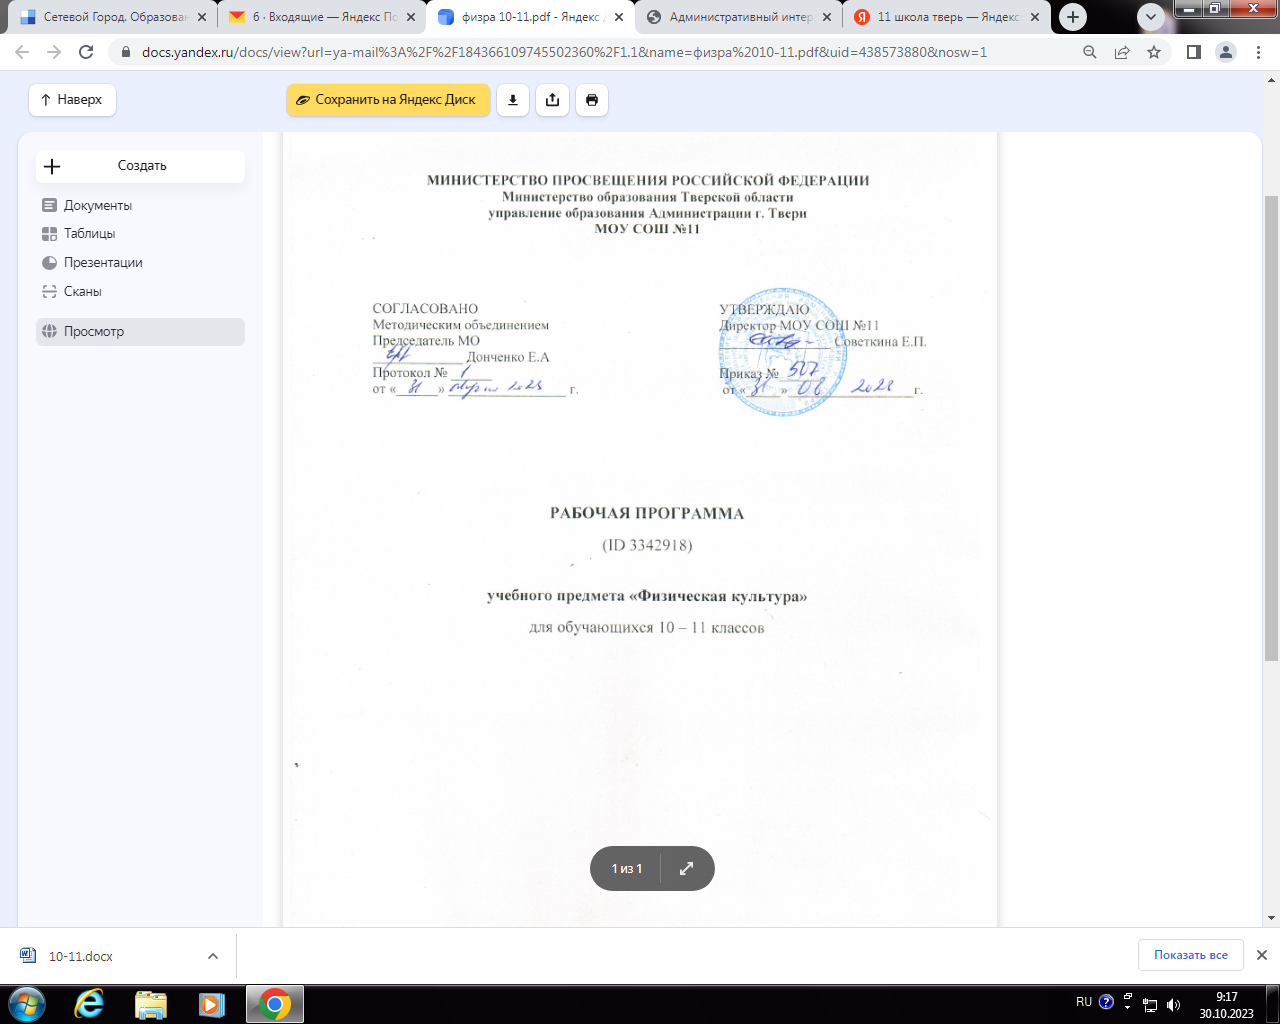 Сетевой Город. Образован
6 · Входящие — Яндекс По
физра 10-11.pdf - Яндекс
Административный интер
11 школа тверь — Яндекс
docs.yandex.ru/docs/view?url=ya-mail%3A%2F%2F184366109745502360%2F1.1&name=физра%2010-11.pdf&uid=438573880&nosw=1
Наверх
Сохранить на Яндекс Диск
Создать
Документы
Таблицы
Презентации
Сканы
Просмотр
МИНИСТЕРСТВО ПРОСВЕЩЕНИЯ РОССИЙСКОЙ ФЕДЕРАЦИИ
Министерство образования Тверской области
управление образования Администрации г. Твери
МОУ СОШ №11
СОГЛАСОВАНО
Методическим объединением
Председатель МО
Донченко Е.А
Протокол № 1
от « 31 » августа 2023 г.
УТВЕРЖДАЮ
Директор МОУ СОШ №11
Советкина Е.П.
Приказ № 507
от « 31 » 08 2023 г.
РАБОЧАЯ ПРОГРАММА
(ID 3342918)
учебного предмета «Физическая культура»
для обучающихся 10 – 11 классов
1 из 1
10-11.docx
Показать все
RU
9:17
30.10.2023